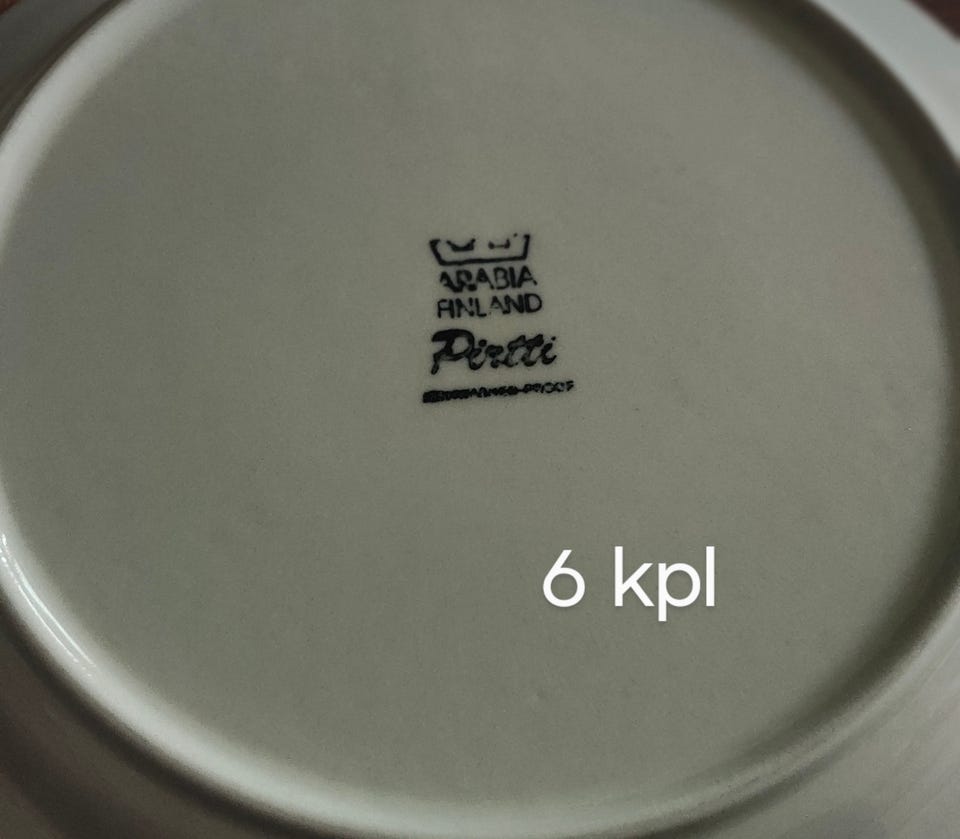 ARABIA
FINLAND
Pirtti
6 kpl